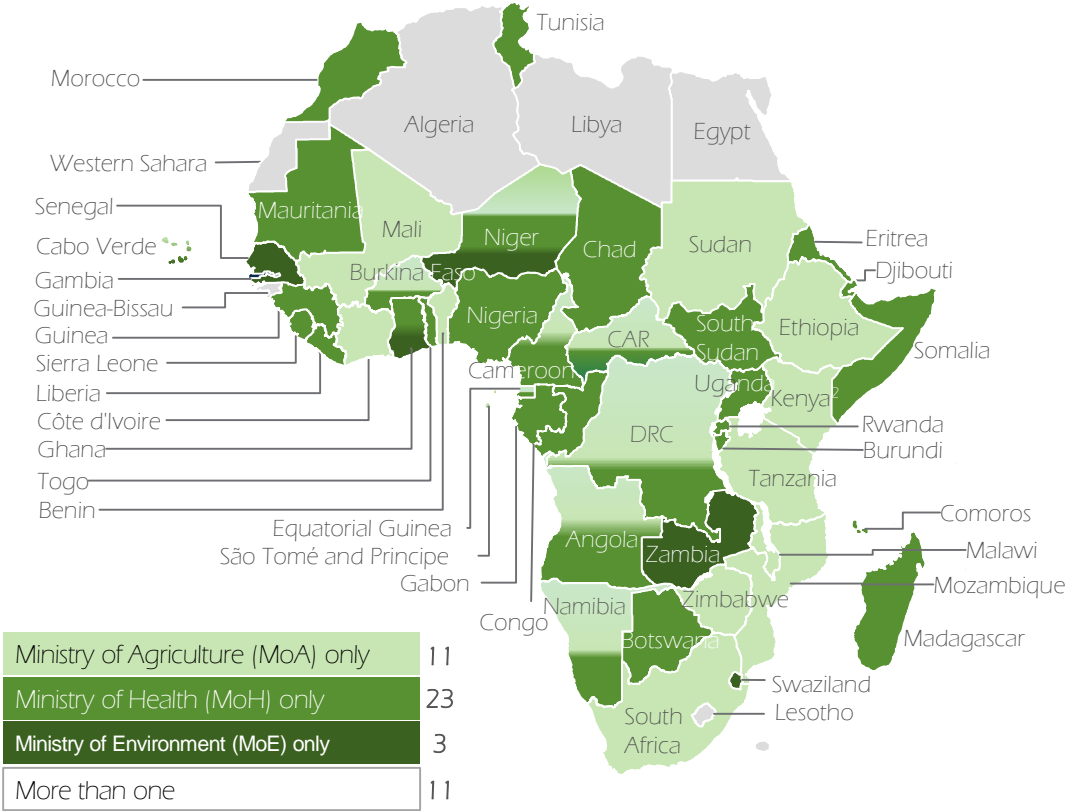 Tunisia
Morocco
Algeria
Libya
Egypt
Western Sahara
Senegal
Mauritania
Mali
Niger
Chad
Sudan
Eritrea
Cabo Verde
Djibouti
Gambia
Burkina Faso
Guinea-Bissau
Nigeria
South
Sudan
Ethiopia
Guinea
CAR
Somalia
Sierra Leone
Cameroon
Uganda
Liberia
Kenya²
Côte d'Ivoire
Rwanda
Ghana
DRC
Burundi
Togo
Tanzania
Benin
Comoros
Equatorial Guinea
Angola
São Tomé and Principe
Zambia
Malawi
Gabon
Mozambique
Namibia
Zimbabwe
Congo
Botswana
Madagascar
Swaziland
South
Africa
Lesotho
Ministry of Agriculture (MoA) only 11
Ministry of Health (MoH) only 23
Ministry of Environment (MoE) only 3
More than one 11